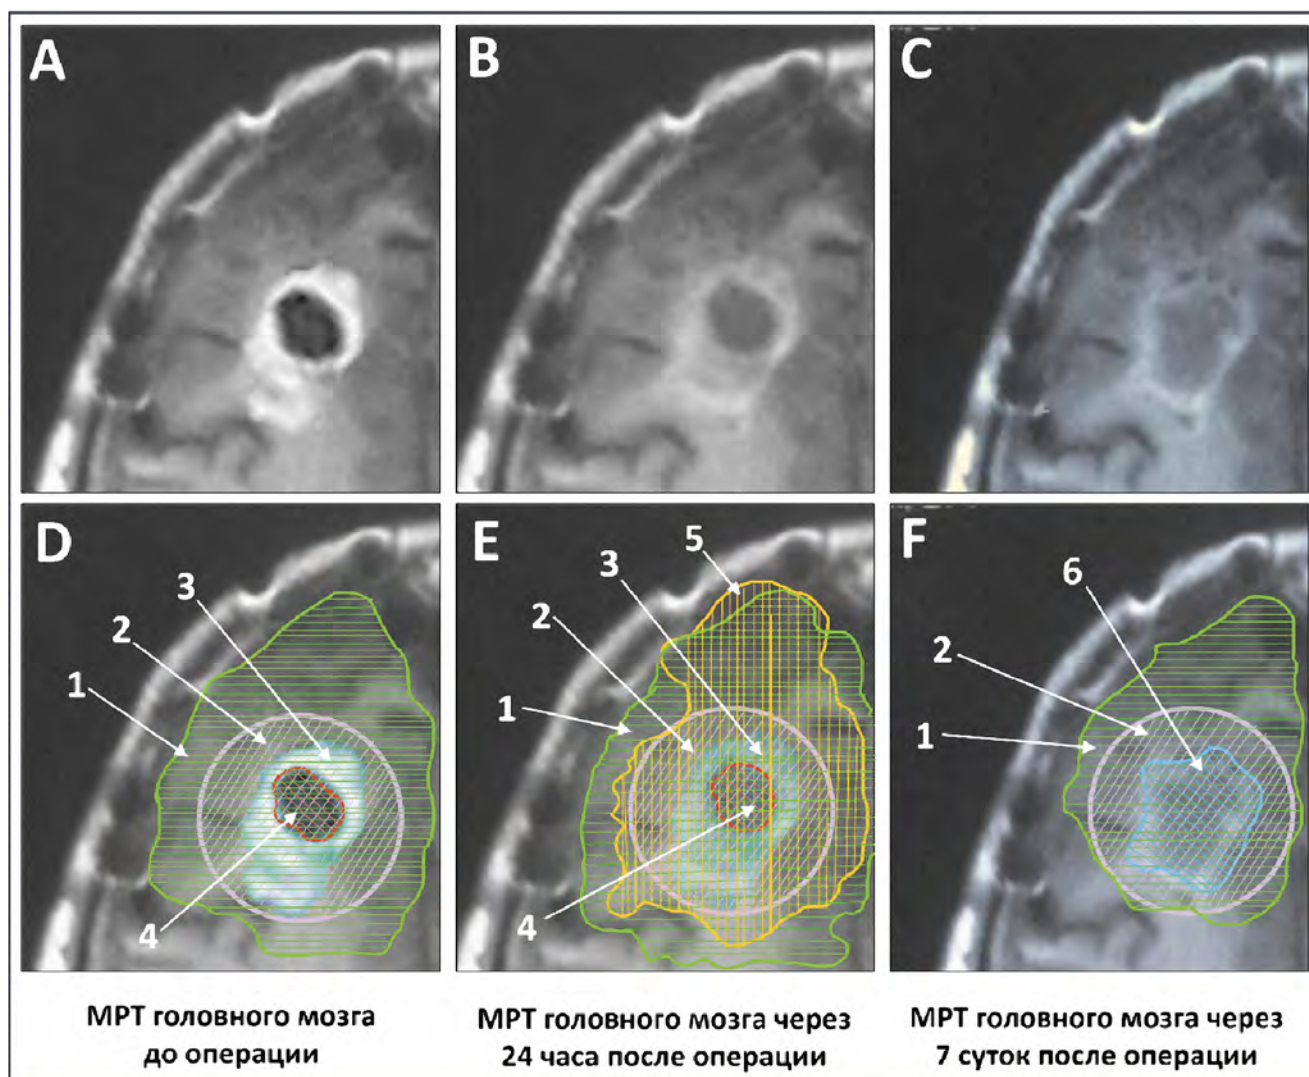 A
B
C
D
3
2
1
4
E
5
3
2
1
4
F
6
2
1
МРТ головного мозга
до операции
МРТ головного мозга через
24 часа после операции
МРТ головного мозга через
7 суток после операции